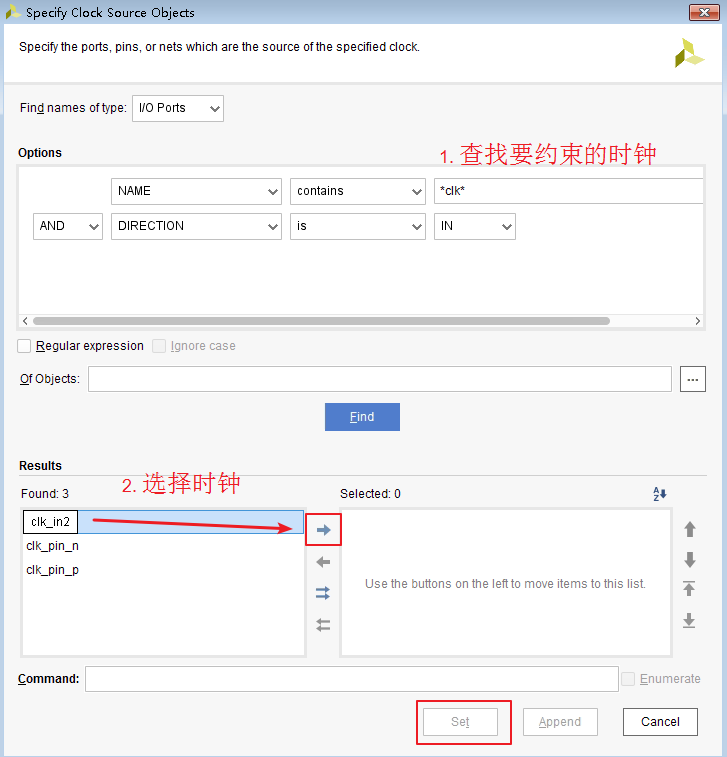 Specify Clock Source Objects
Specify the ports, pins, or nets which are the source of the specified clock.
Find names of type: I/O Ports
Options
1. 查找要约束的时钟
NAME contains *clk*
AND DIRECTION is IN
Regular expression Ignore case
Of Objects: ...
Find
Results
2. 选择时钟
Found: 3 Selected: 0
clk_in2
clk_pin_n
clk_pin_p
Use the buttons on the left to move items to this list.
Command: Enumerate
Set Append Cancel